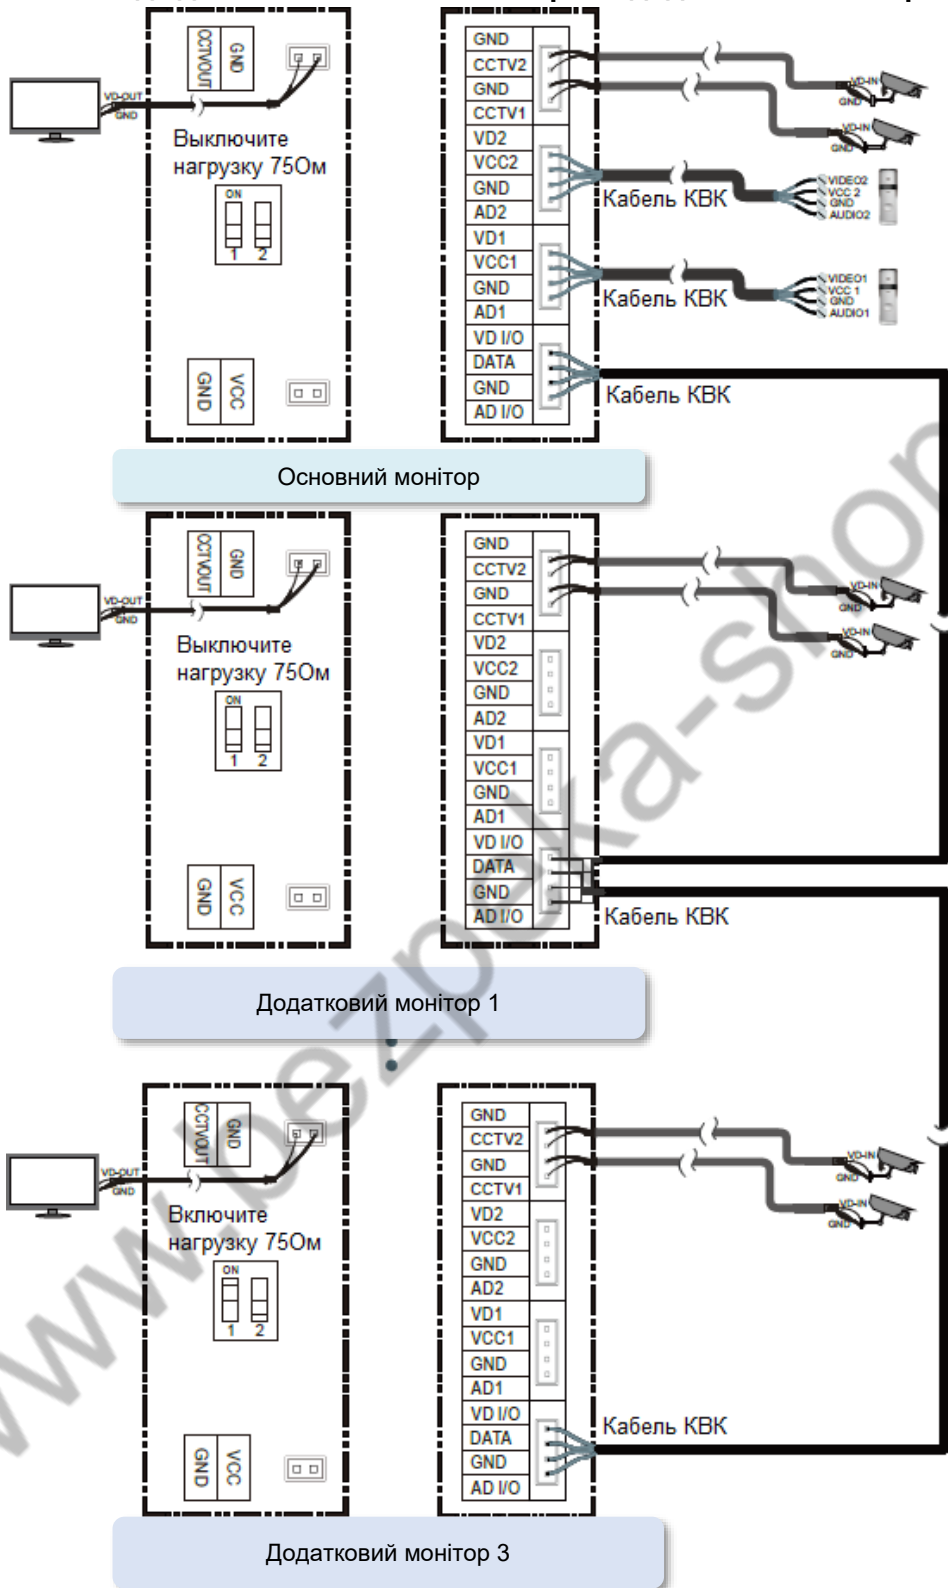 CCTVOUT
GND
VD-OUT
GND
Выключите
нагрузку 75Ом
ON
1 2
GND
VCC
GND
CCTV2
GND
CCTV1
VD2
VCC2
GND
AD2
VD1
VCC1
GND
AD1
VD I/O
DATA
GND
AD I/O
VD-IN
GND
VD-IN
GND
Кабель КВК
VIDEO2
VCC 2
GND
AUDIO2
Кабель КВК
VIDEO1
VCC 1
GND
AUDIO1
Кабель КВК
Основний монітор
CCTVOUT
GND
VD-OUT
GND
Выключите
нагрузку 75Ом
ON
1 2
GND
VCC
GND
CCTV2
GND
CCTV1
VD2
VCC2
GND
AD2
VD1
VCC1
GND
AD1
VD I/O
DATA
GND
AD I/O
VD-IN
GND
VD-IN
GND
Кабель КВК
Додатковий монітор 1
CCTVOUT
GND
VD-OUT
GND
Включите
нагрузку 75Ом
ON
1 2
GND
VCC
GND
CCTV2
GND
CCTV1
VD2
VCC2
GND
AD2
VD1
VCC1
GND
AD1
VD I/O
DATA
GND
AD I/O
VD-IN
GND
VD-IN
GND
Кабель КВК
Додатковий монітор 3
www.bezpeka-shop